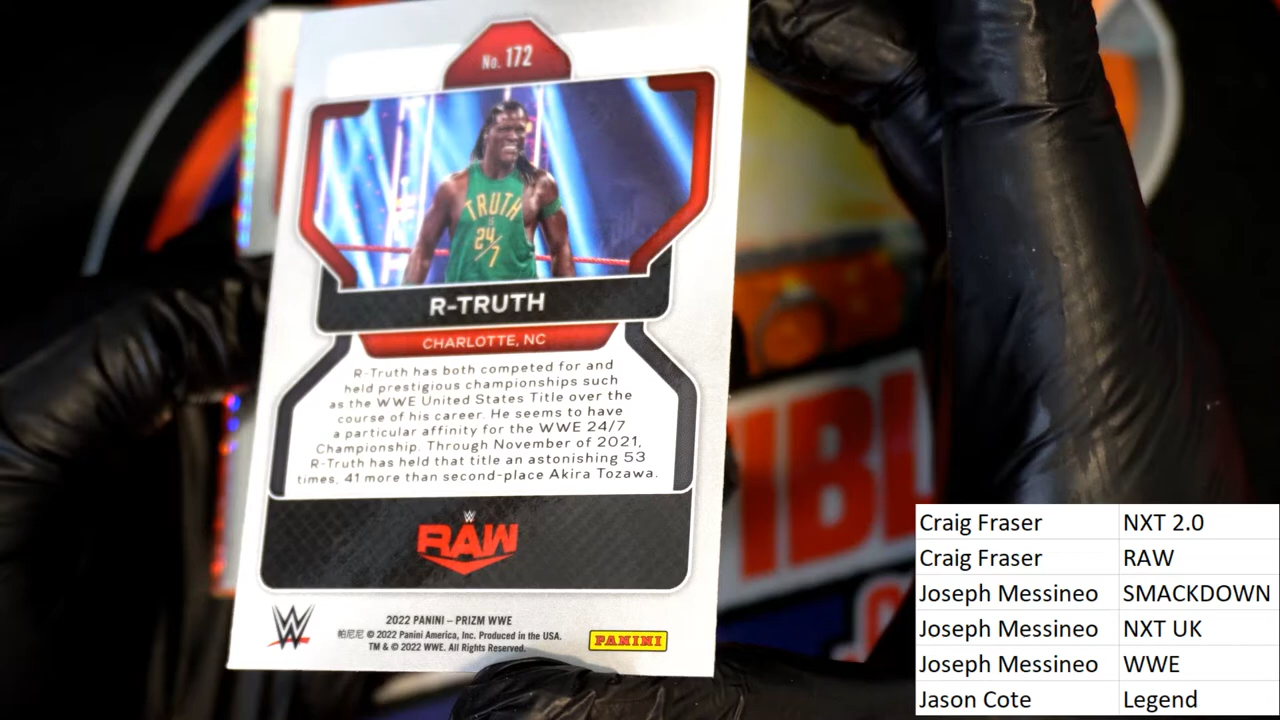 No. 172
TRUTH
IS
24/7
R-TRUTH
CHARLOTTE, NC
R-Truth has both competed for and
held prestigious championships such
as the WWE United States Title over the
course of his career. He seems to have
a particular affinity for the WWE 24/7
Championship. Through November of 2021,
R-Truth has held that title an astonishing 53
times, 41 more than second-place Akira Tozawa.
W
RAW
W
2022 PANINI – PRIZM WWE
帕尼尼 © 2022 Panini America, Inc. Produced in the USA.
TM & © 2022 WWE. All Rights Reserved.
PANINI
IBL
Craig Fraser NXT 2.0
Craig Fraser RAW
Joseph Messineo SMACKDOWN
Joseph Messineo NXT UK
Joseph Messineo WWE
Jason Cote Legend